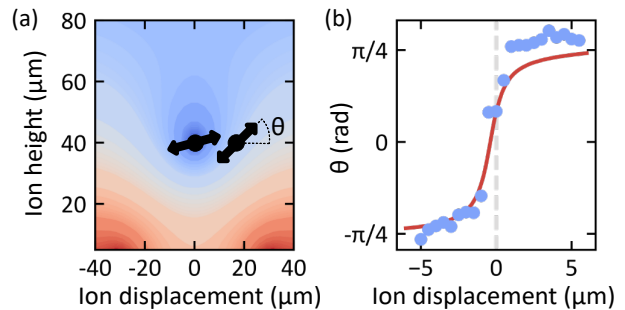 (a)
80
60
40
20
Ion height (μm)
θ
-40 -20 0 20 40
Ion displacement (μm)
(b)
π/4
0
-π/4
θ (rad)
−5 0 5
Ion displacement (μm)